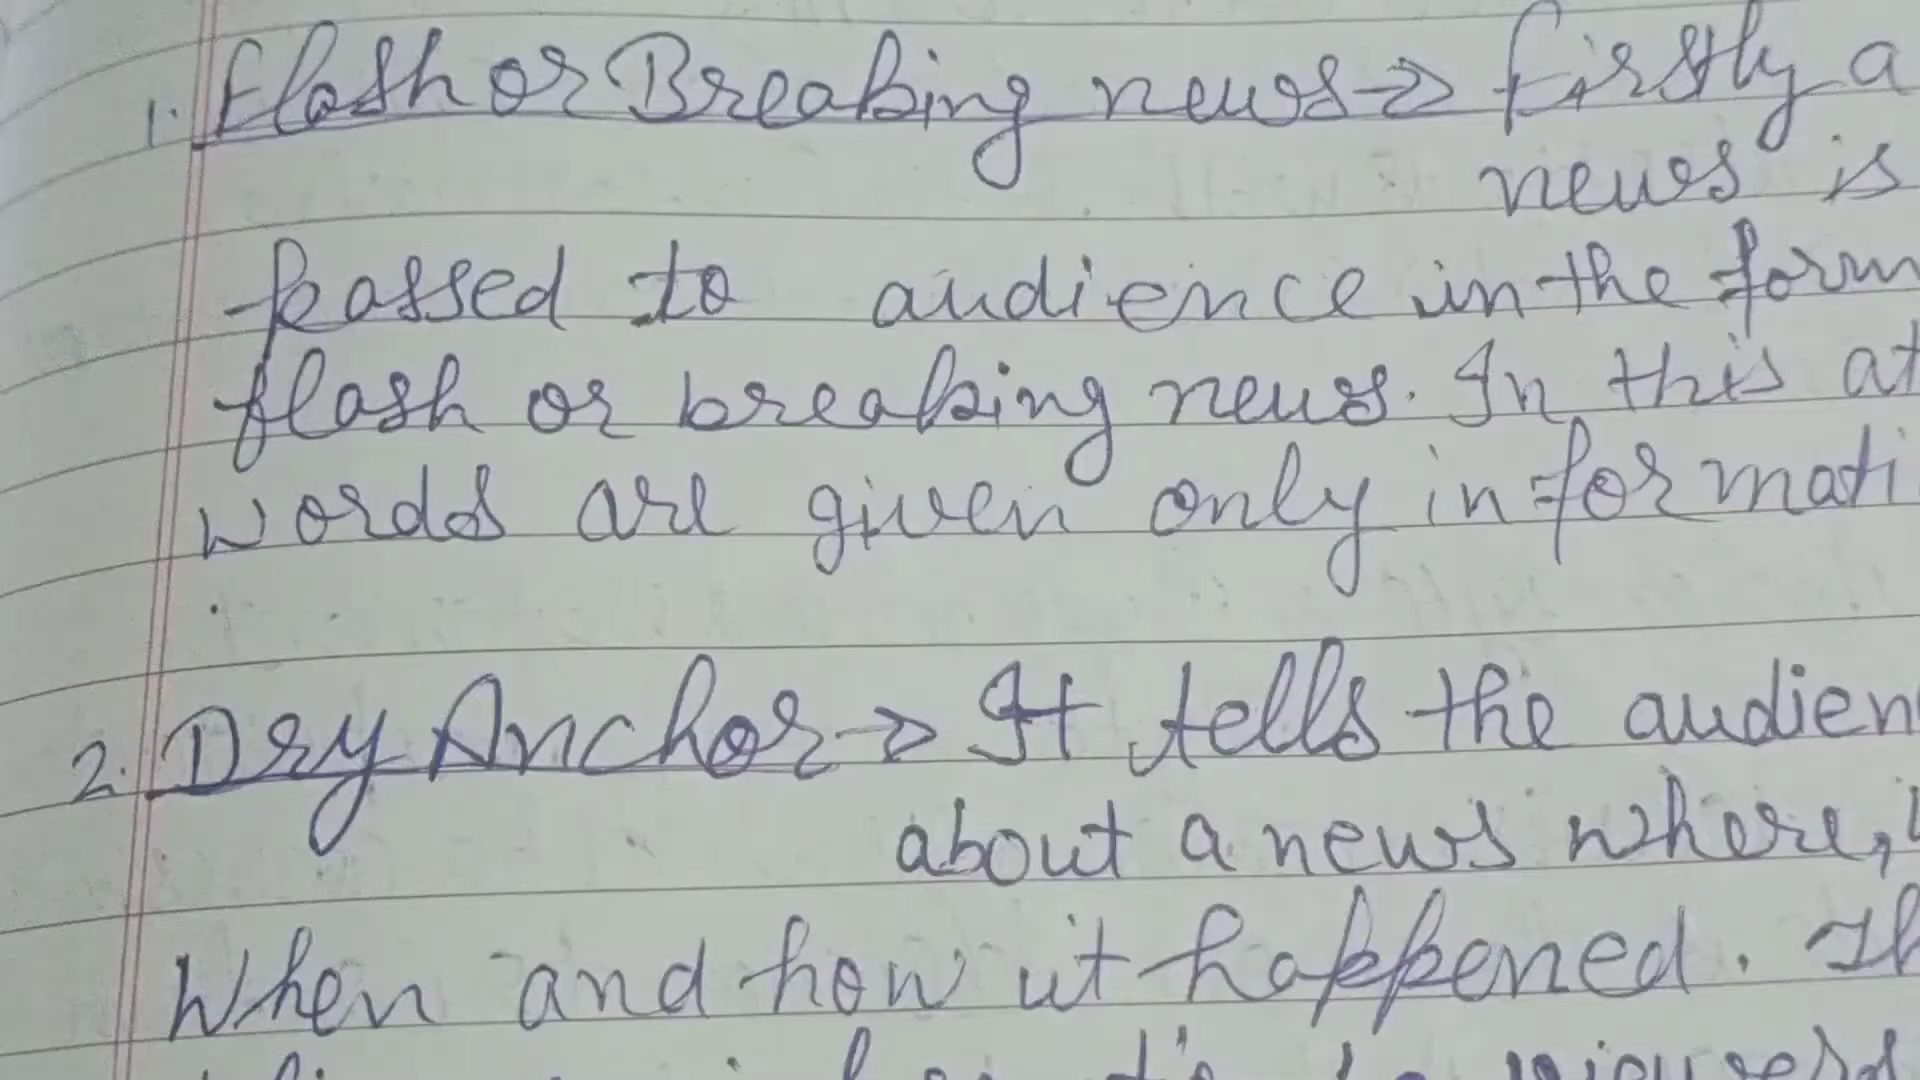 1. Flash or Breaking news → Firstly a
news is
passed to audience in the form
flash or breaking news. In this at
words are given only informati
2. Dry Anchor → It tells the audien
about a news where,
When and how it happened. Th